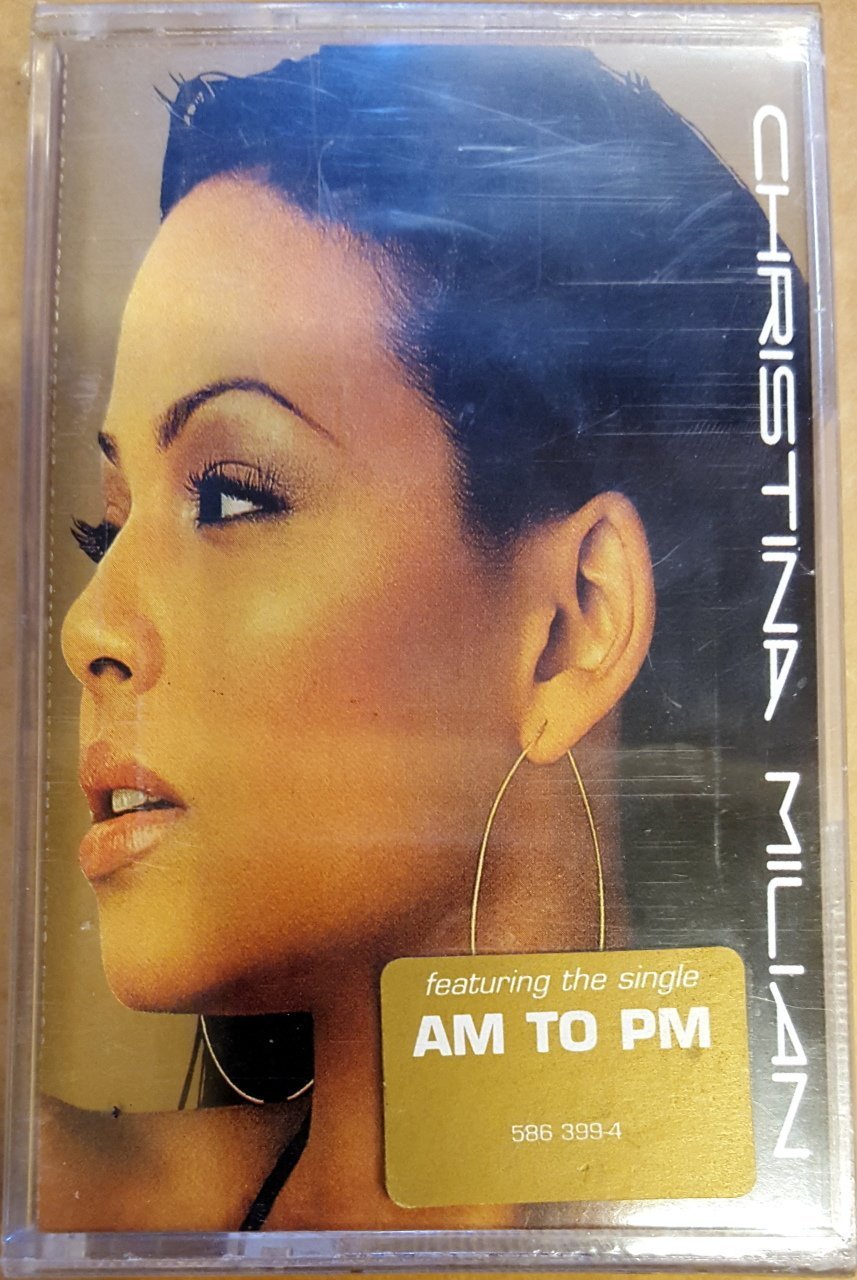 CHRISTINA MILIAN
featuring the single
AM TO PM
586 399-4